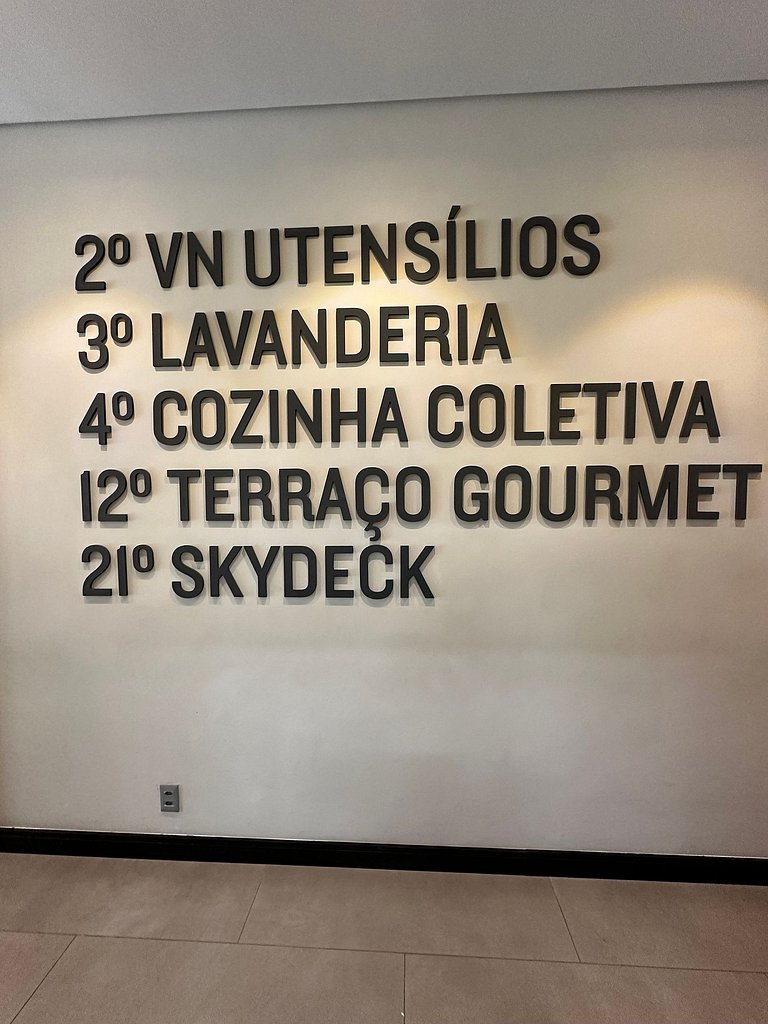 2º VN UTENSÍLIOS
3º LAVANDERIA
4º COZINHA COLETIVA
12º TERRAÇO GOURMET
21º SKYDECK